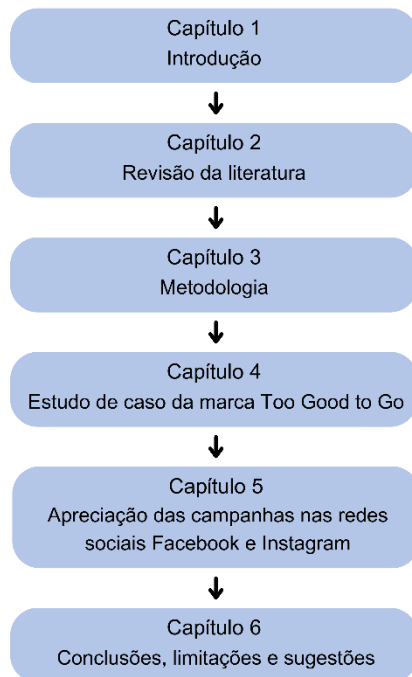 Capítulo 1
Introdução
Capítulo 2
Revisão da literatura
Capítulo 3
Metodologia
Capítulo 4
Estudo de caso da marca Too Good to Go
Capítulo 5
Apreciação das campanhas nas redes
sociais Facebook e Instagram
Capítulo 6
Conclusões, limitações e sugestões